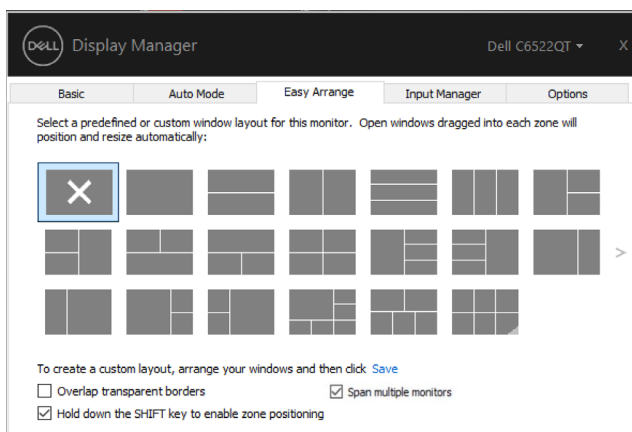 DELL Display Manager Dell C6522QT X
Basic Auto Mode Easy Arrange Input Manager Options
Select a predefined or custom window layout for this monitor. Open windows dragged into each zone will
position and resize automatically:
>
To create a custom layout, arrange your windows and then click Save
Overlap transparent borders Span multiple monitors
Hold down the SHIFT key to enable zone positioning